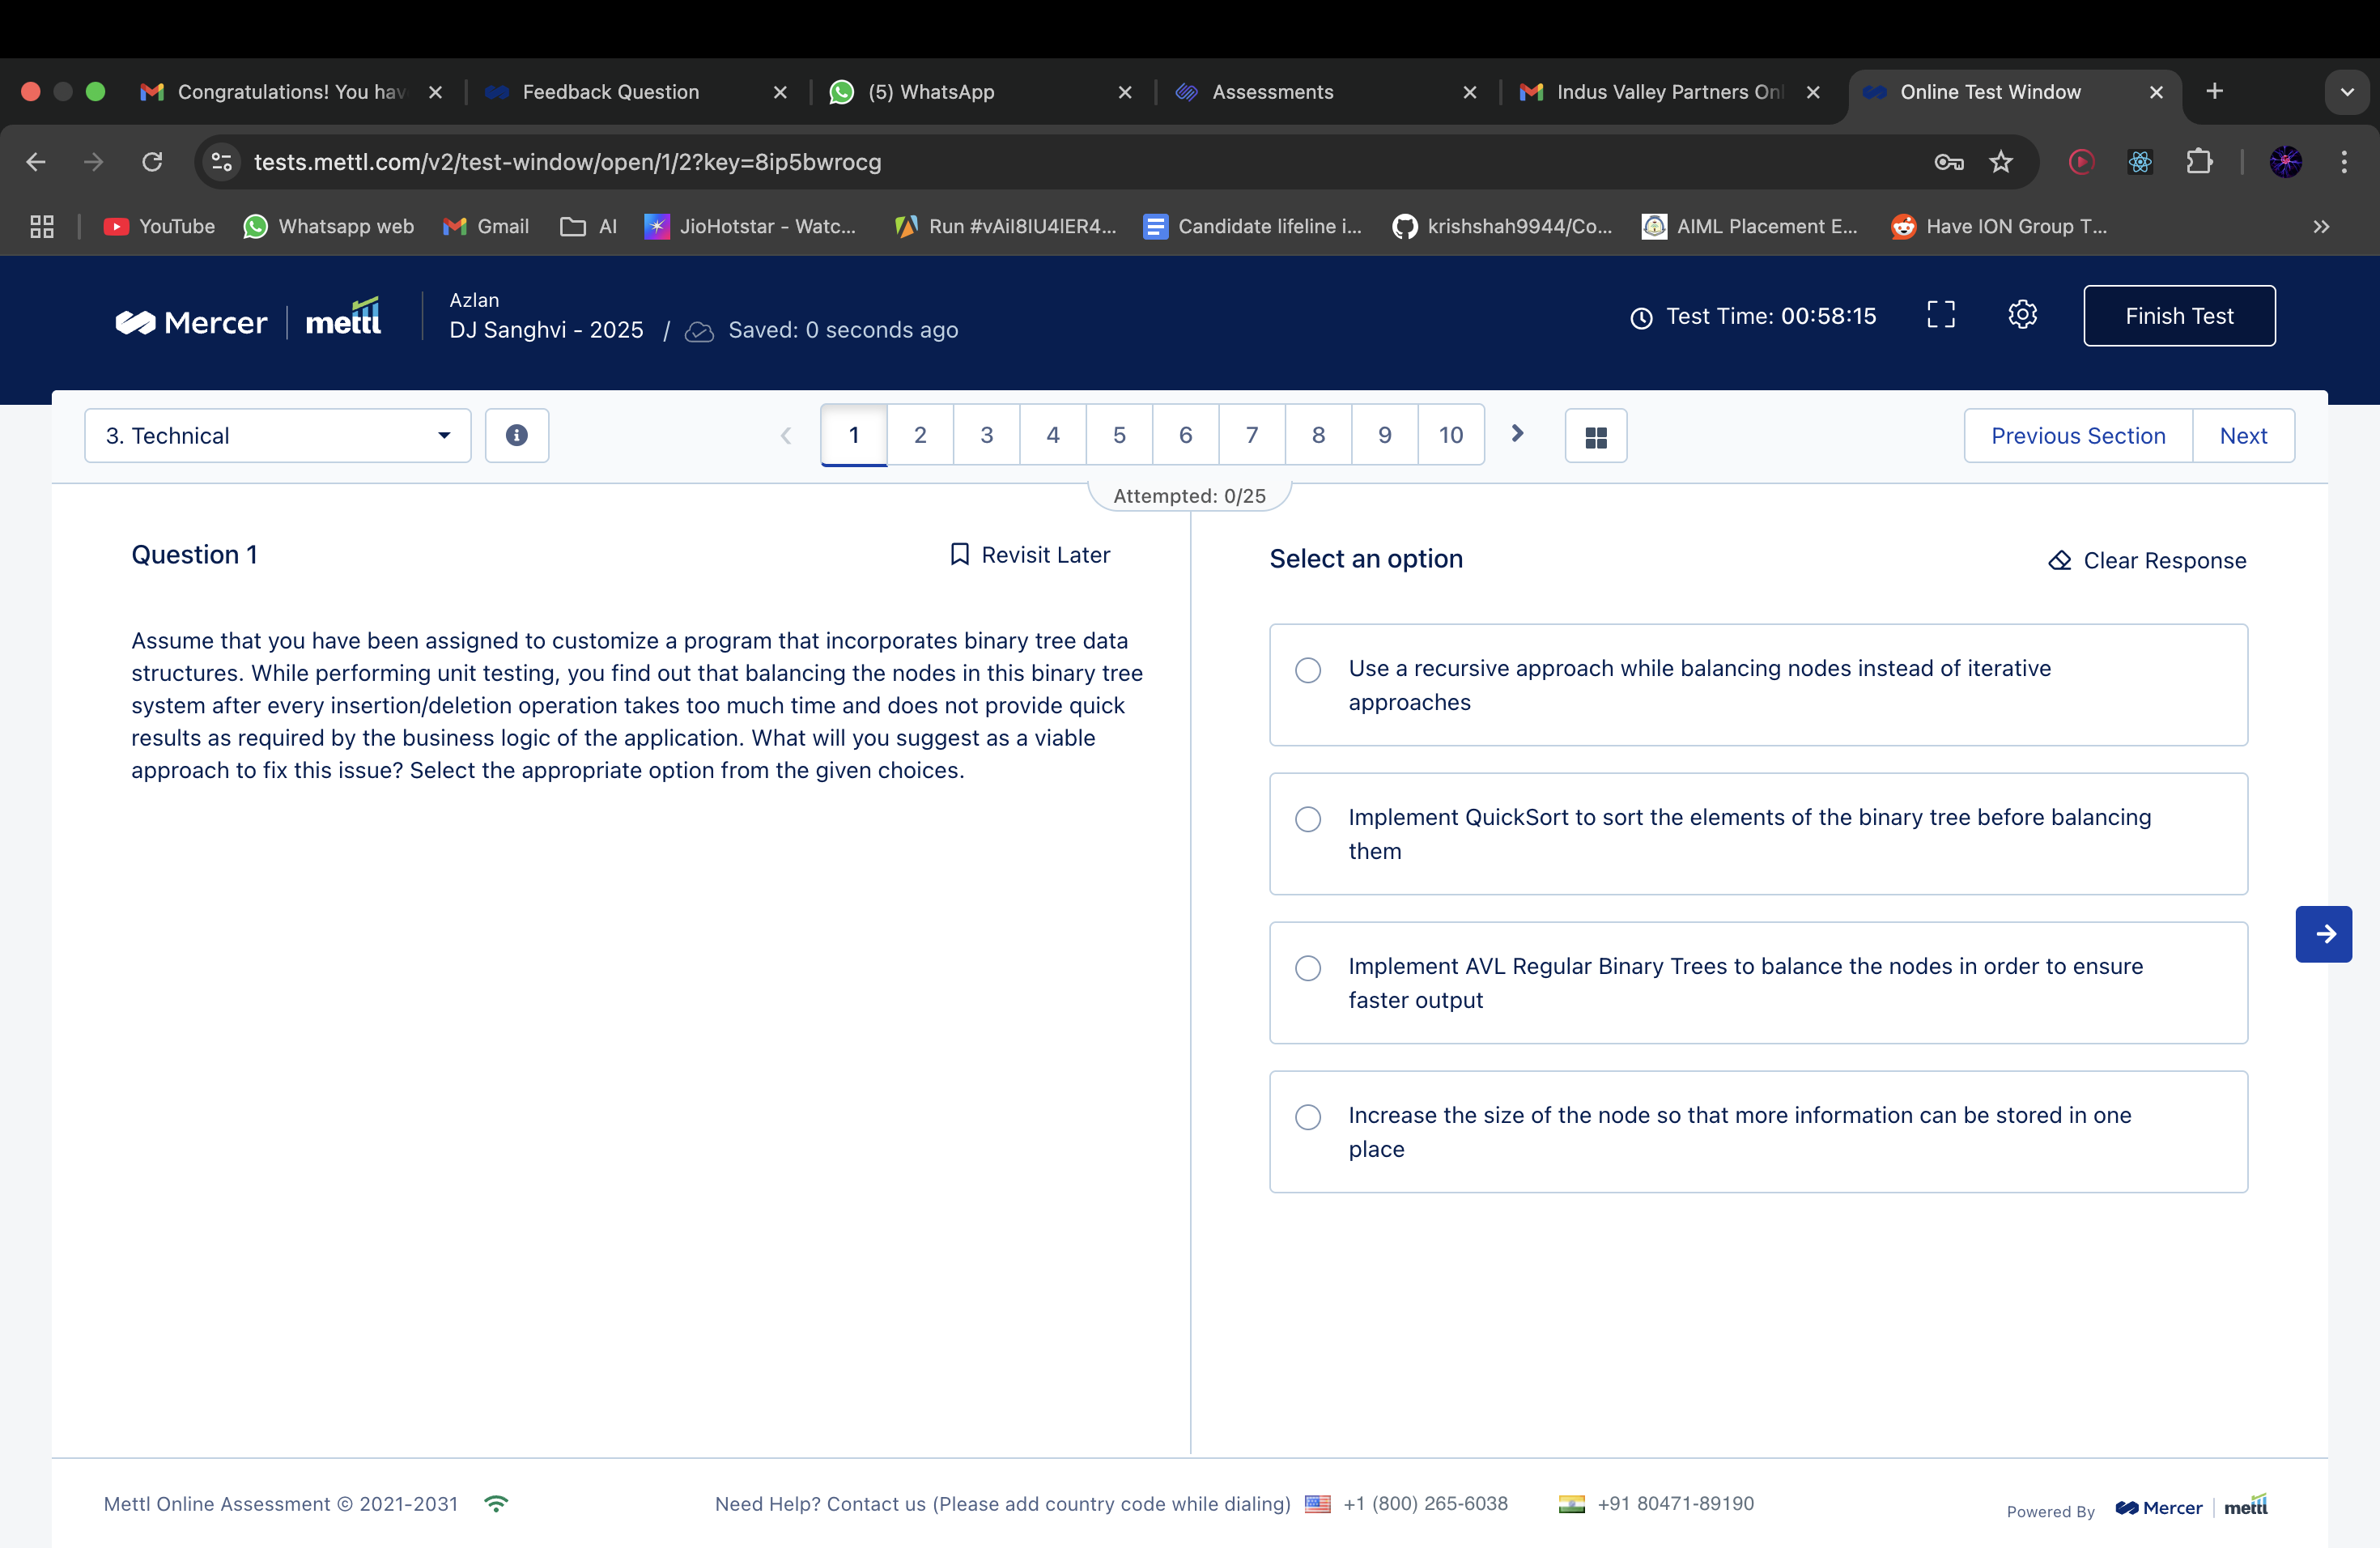 Congratulations! You hav
Feedback Question
(5) WhatsApp
Assessments
Indus Valley Partners Onl
Online Test Window
tests.mettl.com/v2/test-window/open/1/2?key=8ip5bwrocg
YouTube
Whatsapp web
Gmail
AI
JioHotstar - Watc...
Run #vAil8IU4lER4...
Candidate lifeline i...
krishshah9944/Co...
AIML Placement E...
Have ION Group T...
Mercer | mettl
Azlan
DJ Sanghvi - 2025 / Saved: 0 seconds ago
Test Time: 00:58:15
Finish Test
3. Technical
1 2 3 4 5 6 7 8 9 10
Previous Section
Next
Attempted: 0/25
Question 1
Revisit Later
Assume that you have been assigned to customize a program that incorporates binary tree data
structures. While performing unit testing, you find out that balancing the nodes in this binary tree
system after every insertion/deletion operation takes too much time and does not provide quick
results as required by the business logic of the application. What will you suggest as a viable
approach to fix this issue? Select the appropriate option from the given choices.
Select an option
Clear Response
Use a recursive approach while balancing nodes instead of iterative
approaches
Implement QuickSort to sort the elements of the binary tree before balancing
them
Implement AVL Regular Binary Trees to balance the nodes in order to ensure
faster output
Increase the size of the node so that more information can be stored in one
place
Mettl Online Assessment © 2021-2031
Need Help? Contact us (Please add country code while dialing) +1 (800) 265-6038 +91 80471-89190
Powered By Mercer | mettl